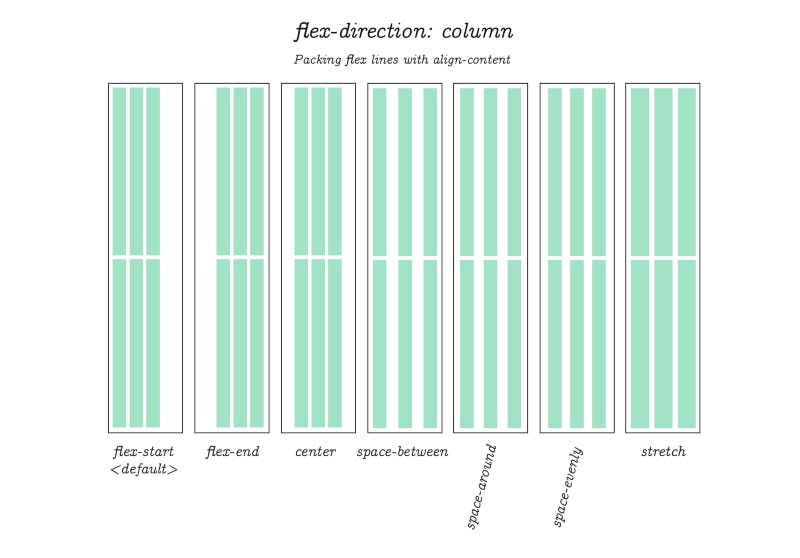 flex-direction: column
Packing flex lines with align-content
flex-start
<default>
flex-end
center
space-between
space-around
space-evenly
stretch